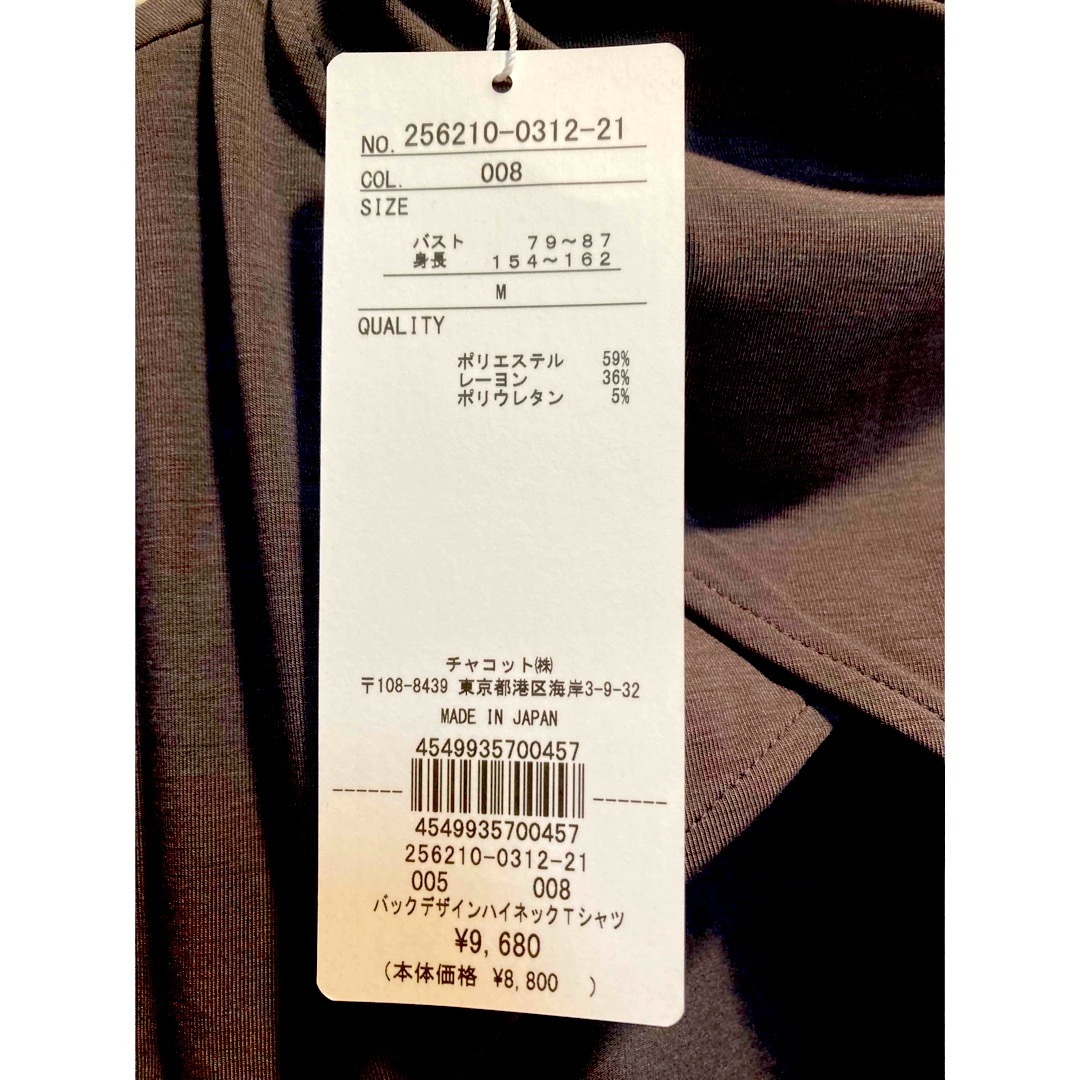 NO. 256210-0312-21
COL. 008
SIZE
バスト 79～87
身長 154～162
M
QUALITY
ポリエステル 59%
レーヨン 36%
ポリウレタン 5%
チャコット㈱
〒108-8439 東京都港区海岸3-9-32
MADE IN JAPAN
4549935700457
4549935700457
256210-0312-21
005 008
バックデザインハイネックTシャツ
¥9,680
(本体価格 ¥8,800 )